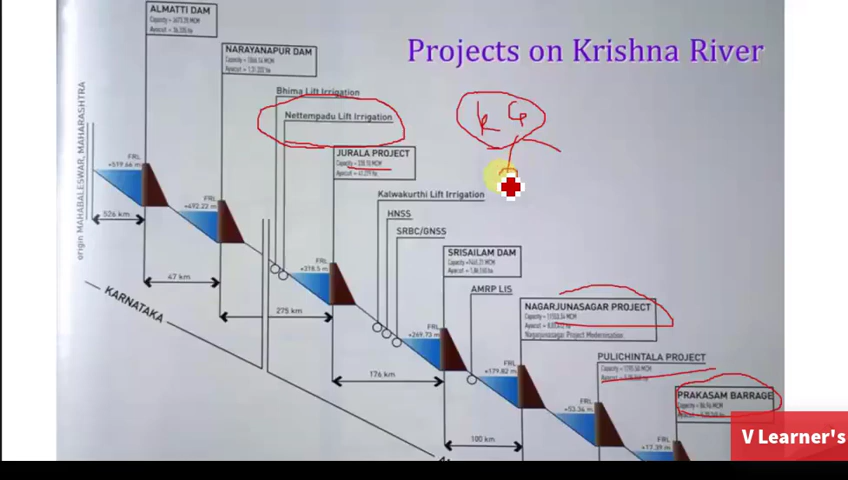 Projects on Krishna River
ALMATTI DAM
NARAYANAPUR DAM
Bhima Lift Irrigation
Nettempadu Lift Irrigation
JURALA PROJECT
Kalwakurthi Lift Irrigation
HNSS
SRBC/GNSS
SRISAILAM DAM
AMRP LIS
NAGARJUNASAGAR PROJECT
Nagarjunasagar Project Modernisation
PULICHINTALA PROJECT
PRAKASAM BARRAGE
origin MAHABALESWAR, MAHARASHTRA
FRL
+519.64 m
FRL
+492.22 m
FRL
+318.5 m
FRL
+269.73 m
FRL
+179.82 m
FRL
+53.34 m
FRL
+17.39 m
526 km
47 km
275 km
176 km
100 km
KARNATAKA
V Learner's